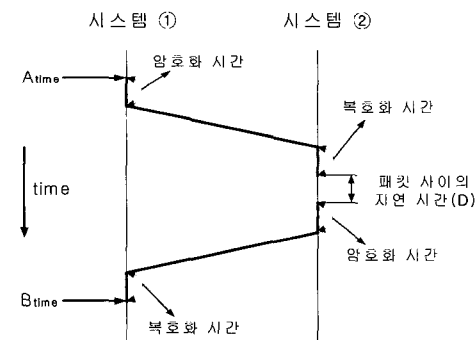 시스템 ①
시스템 ②
Atime
암호화 시간
복호화 시간
time
패킷 사이의
지연 시간(D)
암호화 시간
Btime
복호화 시간